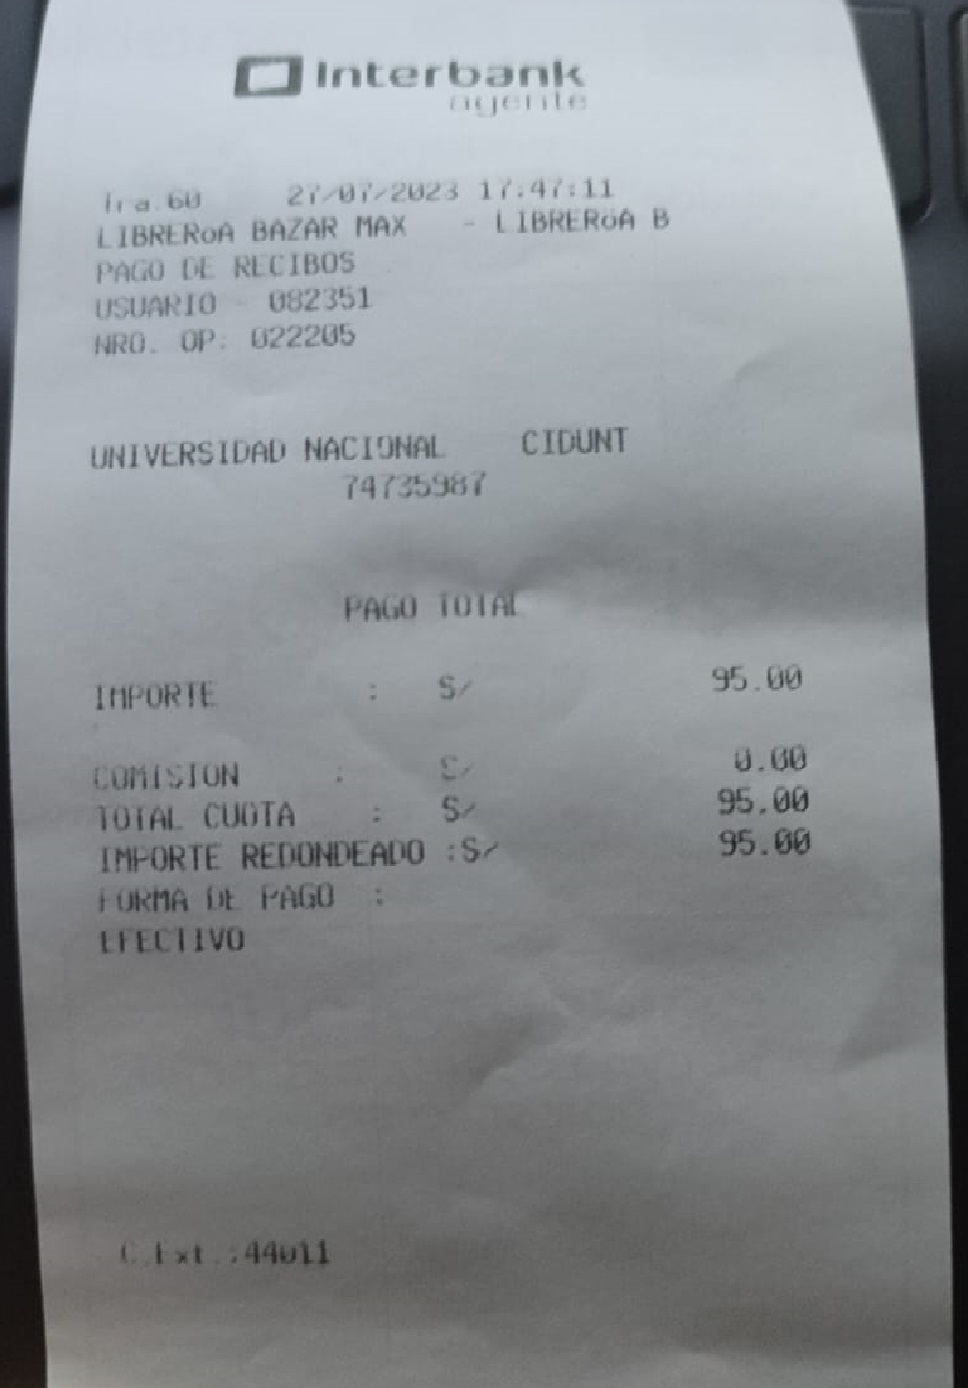 Interbank
agente
Tra.60 27/07/2023 17:47:11
LIBRERoA BAZAR MAX - LIBRERoA B
PAGO DE RECIBOS
USUARIO - 082351
NRO. OP: 022205
UNIVERSIDAD NACIONAL CIDUNT
74735987
PAGO TOTAL
IMPORTE : S/ 95.00
COMISION : S/ 0.00
TOTAL CUOTA : S/ 95.00
IMPORTE REDONDEADO :S/ 95.00
FORMA DE PAGO :
EFECTIVO
C.Ext.:44011